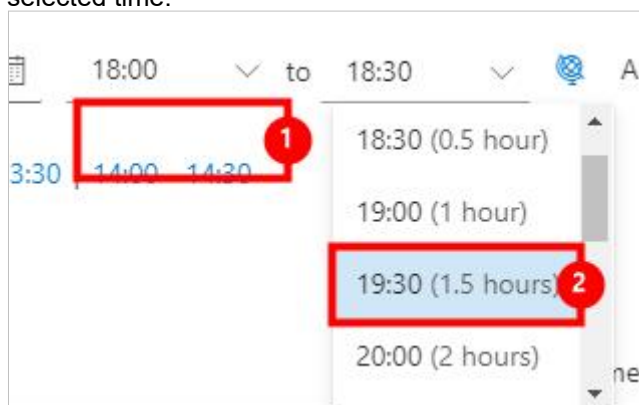 selected time.
18:00 to 18:30 A
1
18:30 (0.5 hour)
3:30 | 14:00 - 14:30
19:00 (1 hour)
19:30 (1.5 hours) 2
20:00 (2 hours)
me